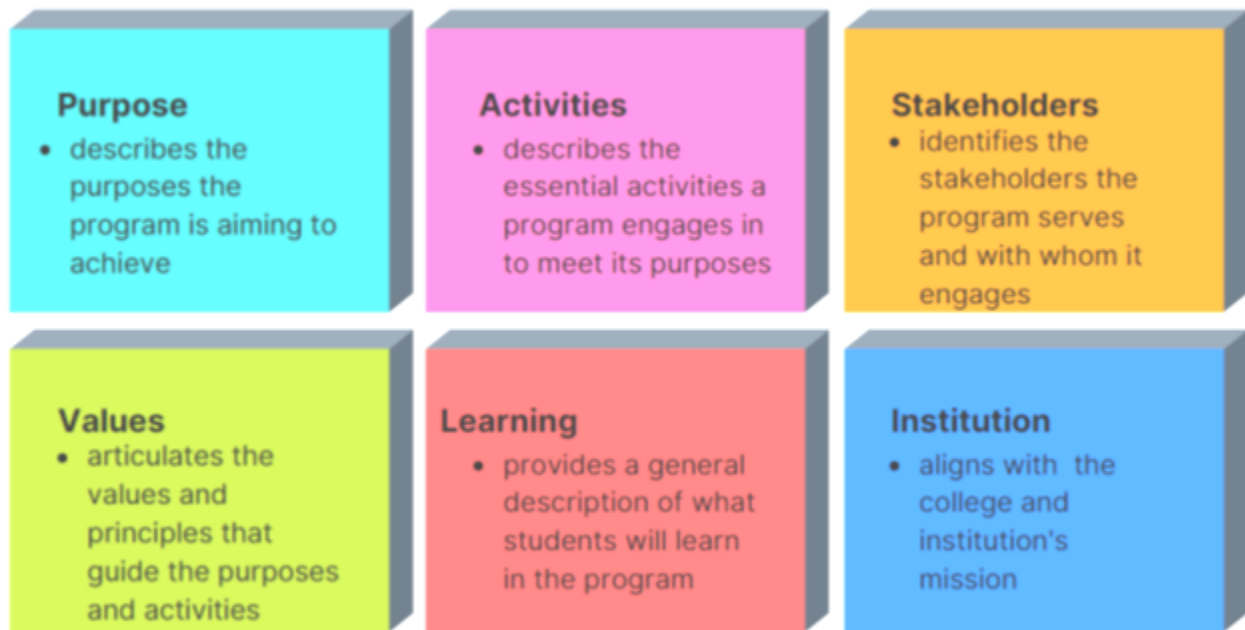 Purpose
• describes the
purposes the
program is aiming to
achieve
Activities
• describes the
essential activities a
program engages in
to meet its purposes
Stakeholders
• identifies the
stakeholders the
program serves
and with whom it
engages
Values
• articulates the
values and
principles that
guide the purposes
and activities
Learning
• provides a general
description of what
students will learn
in the program
Institution
• aligns with  the
college and
institution's
mission